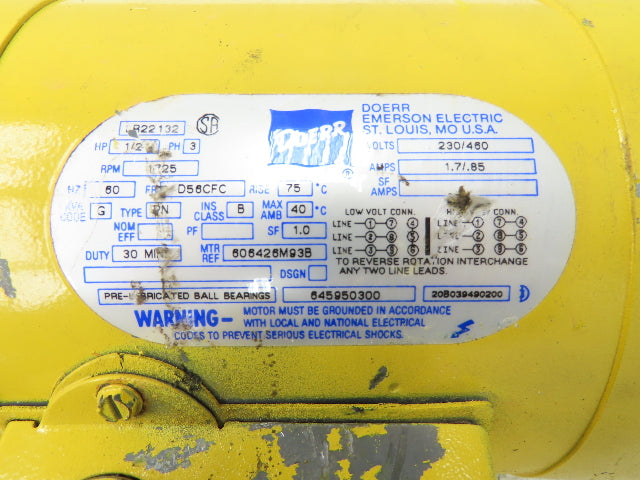 LR22132 SA
DOERR
DOERR
EMERSON ELECTRIC
ST. LOUIS, MO U.S.A.
HP 1/2 PH 3
VOLTS 230/460
RPM 1725
AMPS 1.7/.85
HZ 60 D56CFC RISE 75 °C
SF AMPS
CODE G TYPE INS CLASS B MAX AMB 40 °C
NOM EFF PF SF 1.0
DUTY 30 MIN MTR REF 606426M93B
LOW VOLT CONN. CONN.
LINE 1 7 4 LINE 1 7 4
LINE 2 8 5 LINE 2 8 5
LINE 3 9 6 LINE 3 9 6
TO REVERSE ROTATION INTERCHANGE
ANY TWO LINE LEADS.
DSGN
PRE-LUBRICATED BALL BEARINGS 645950300 20B039490200
WARNING- MOTOR MUST BE GROUNDED IN ACCORDANCE
WITH LOCAL AND NATIONAL ELECTRICAL
CODES TO PREVENT SERIOUS ELECTRICAL SHOCKS.